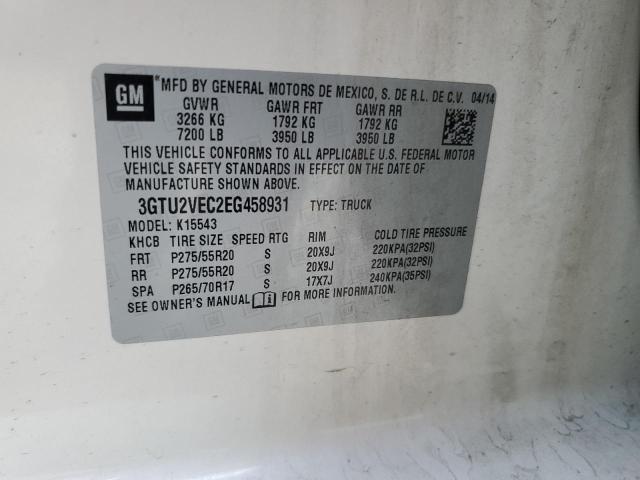 GM
*MFD BY GENERAL MOTORS DE MEXICO, S. DE R.L. DE C.V. 04/14
GVWR GAWR FRT GAWR RR
3266 KG 1792 KG 1792 KG
7200 LB 3950 LB 3950 LB
THIS VEHICLE CONFORMS TO ALL APPLICABLE U.S. FEDERAL MOTOR
VEHICLE SAFETY STANDARDS IN EFFECT ON THE DATE OF
MANUFACTURE SHOWN ABOVE.
3GTU2VEC2EG458931 TYPE: TRUCK
MODEL: K15543
KHCB TIRE SIZE SPEED RTG RIM COLD TIRE PRESSURE
FRT P275/55R20 S 20X9J 220KPA(32PSI)
RR P275/55R20 S 20X9J 220KPA(32PSI)
SPA P265/70R17 S 17X7J 240KPA(35PSI)
SEE OWNER'S MANUAL FOR MORE INFORMATION.